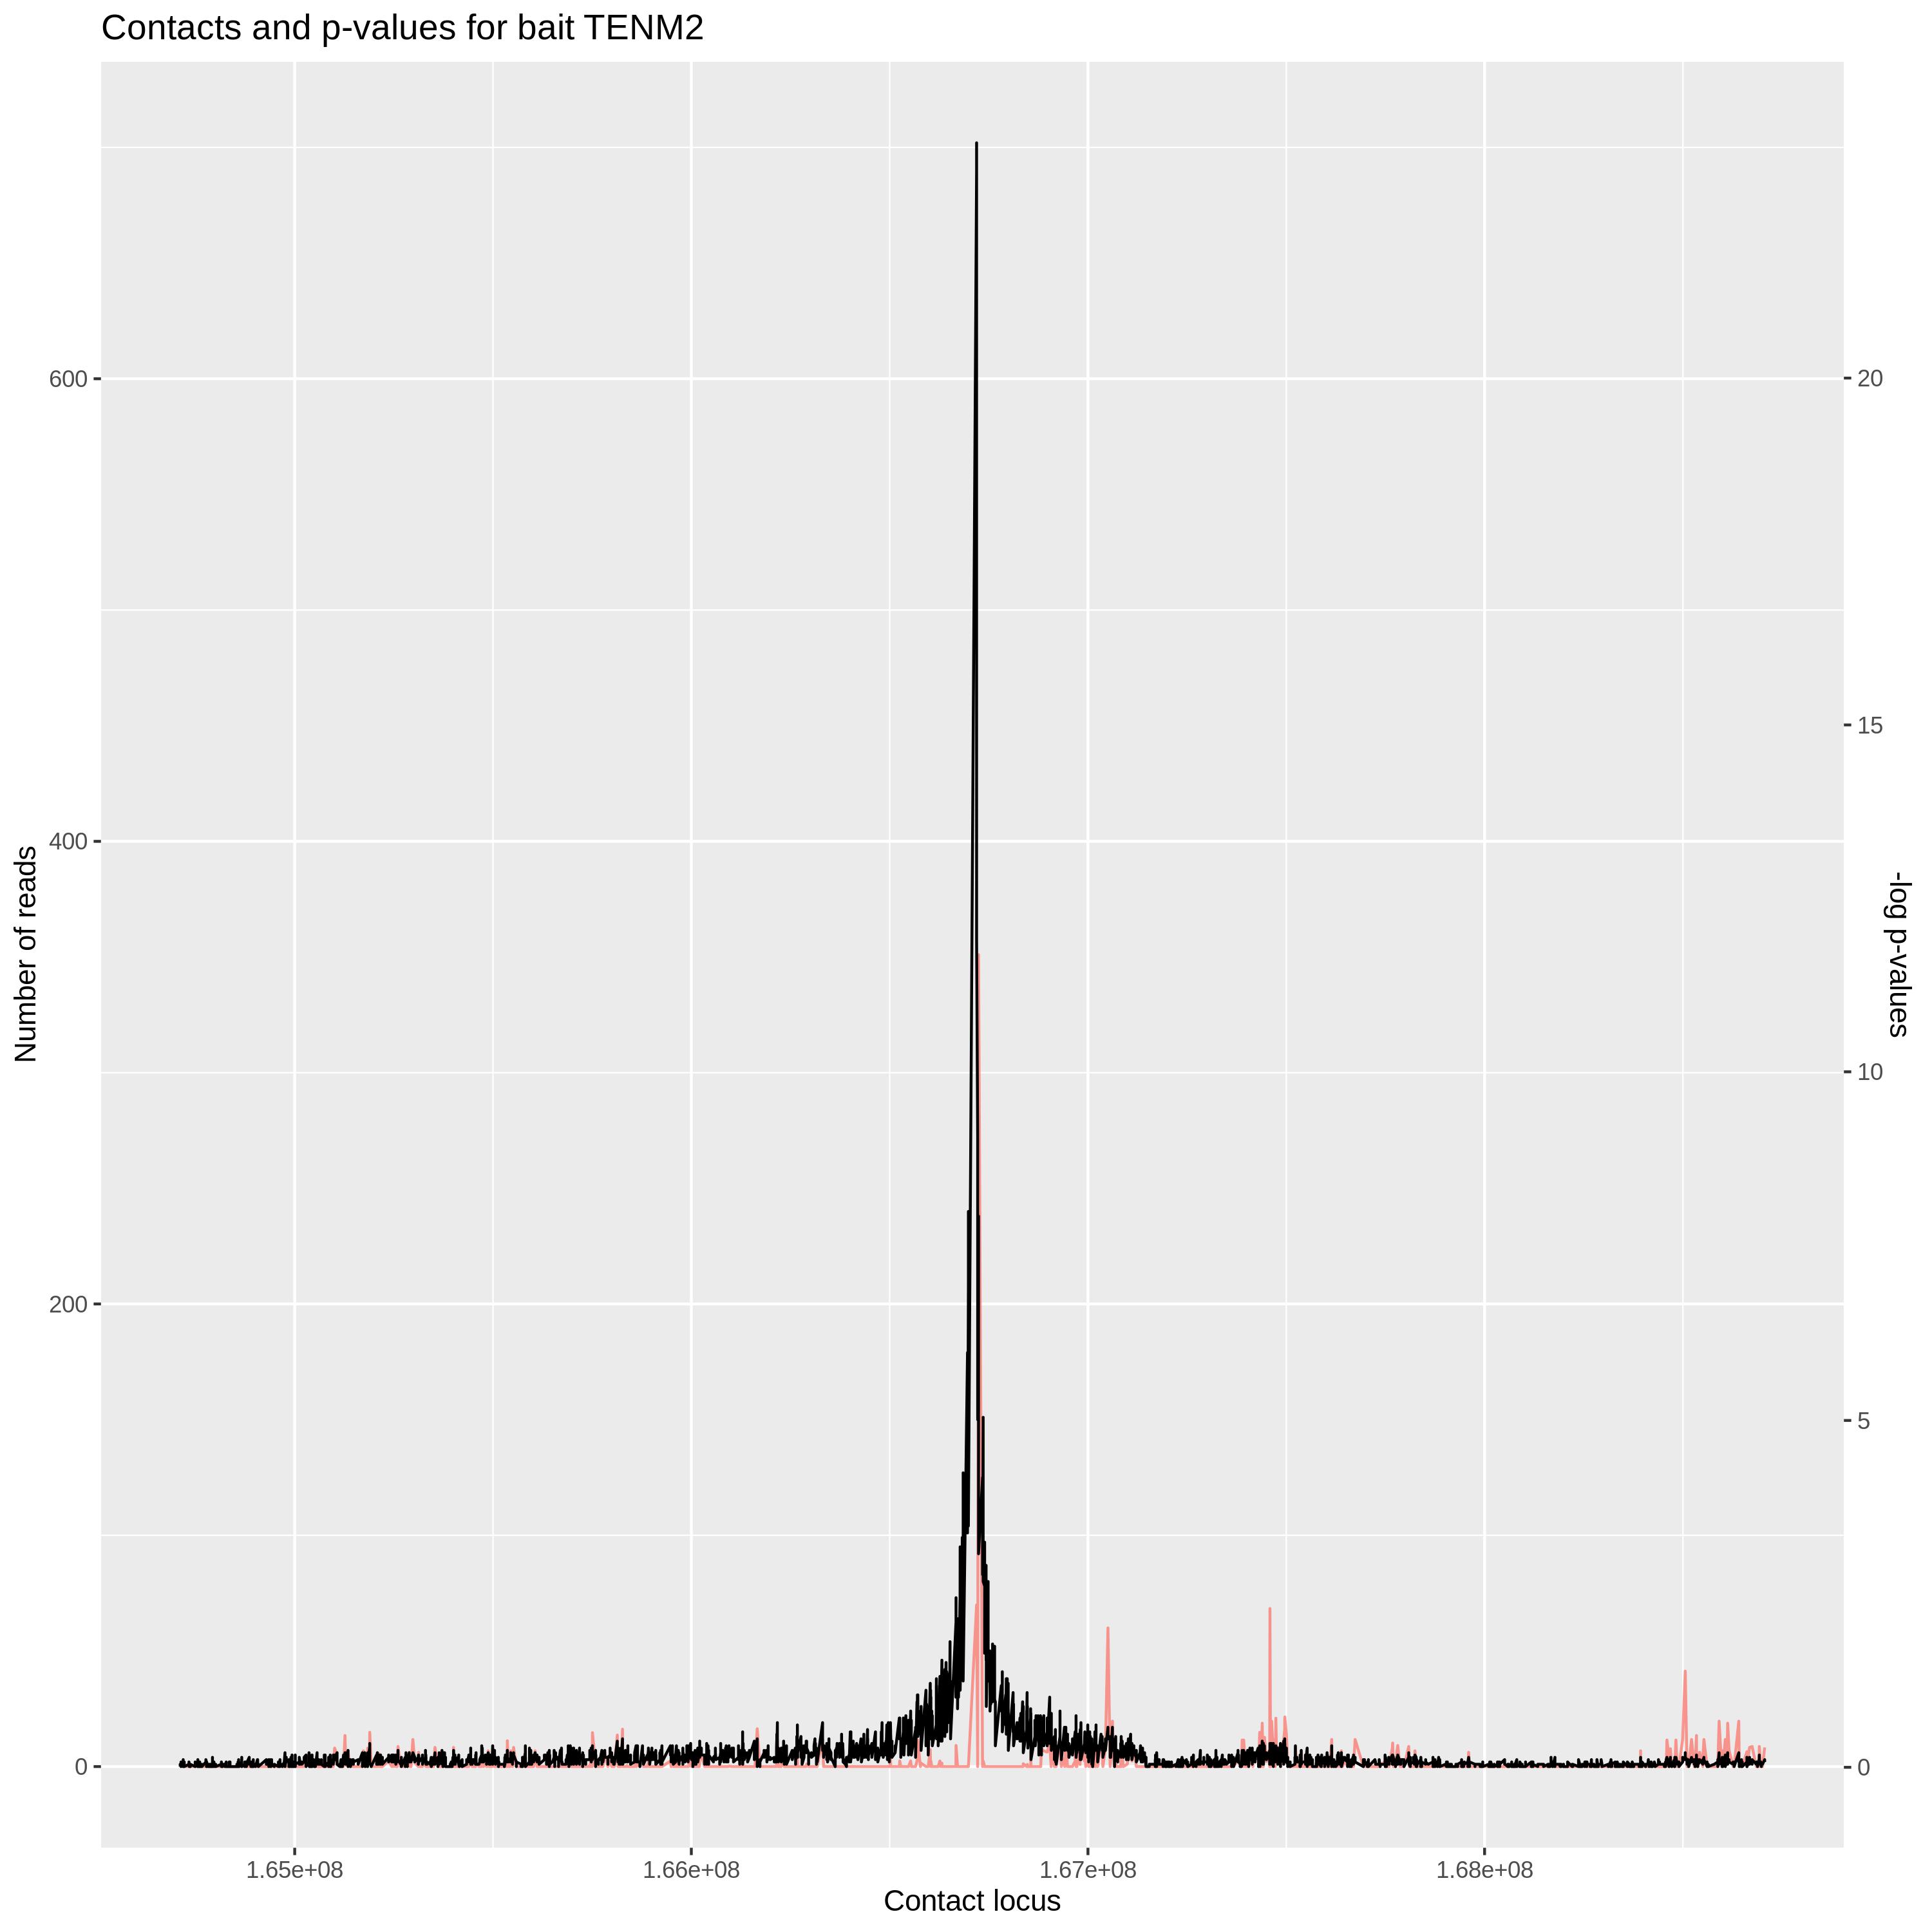 Contacts and p-values for bait TENM2
600
400
200
0
20
15
10
5
0
Number of reads
-log p-values
1.65e+08
1.66e+08
1.67e+08
1.68e+08
Contact locus